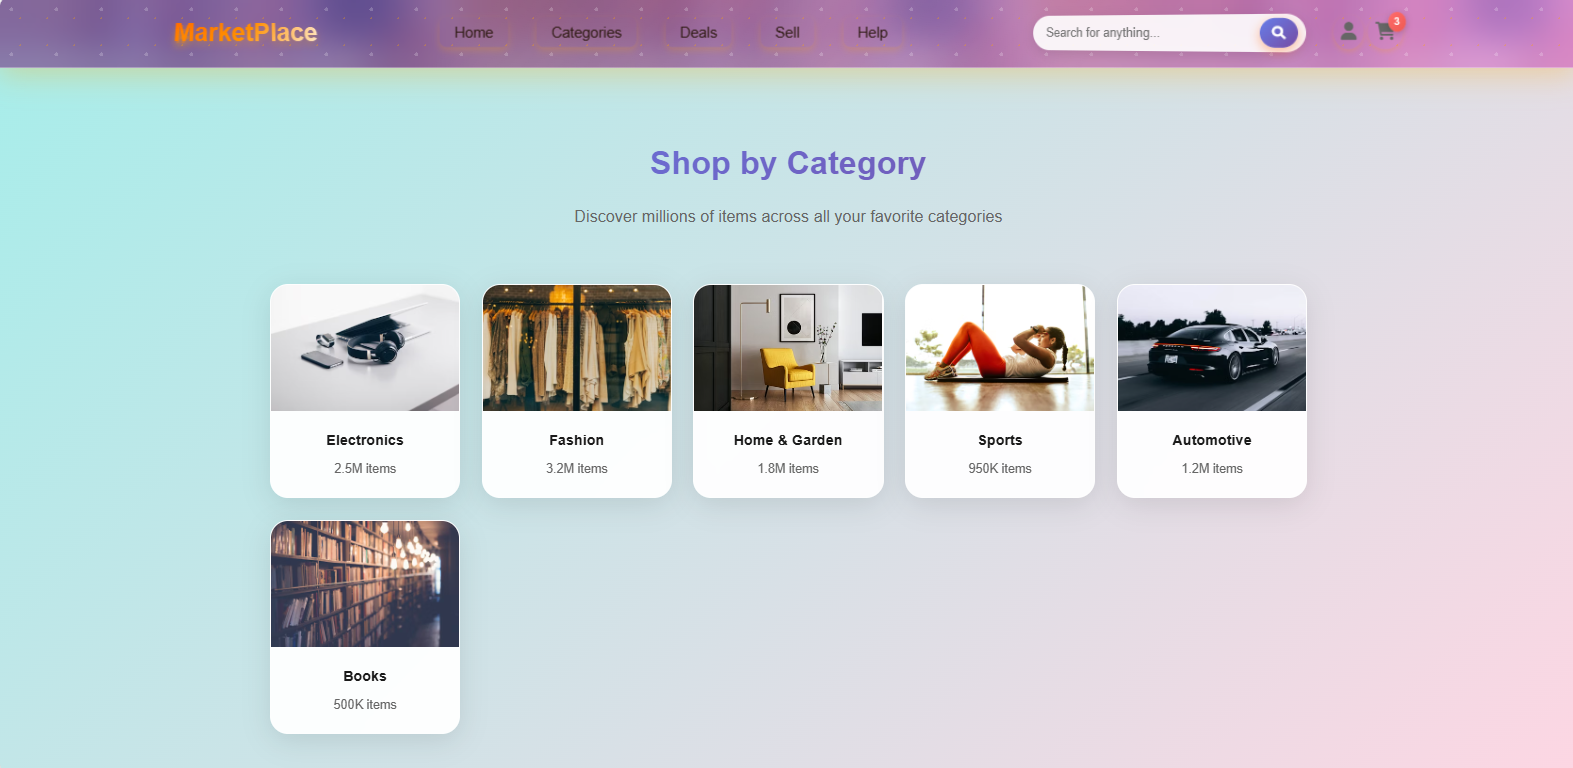 MarketPlace
Home
Categories
Deals
Sell
Help
Search for anything...
3
Shop by Category
Discover millions of items across all your favorite categories
Electronics
2.5M items
Fashion
3.2M items
Home & Garden
1.8M items
Sports
950K items
Automotive
1.2M items
Books
500K items